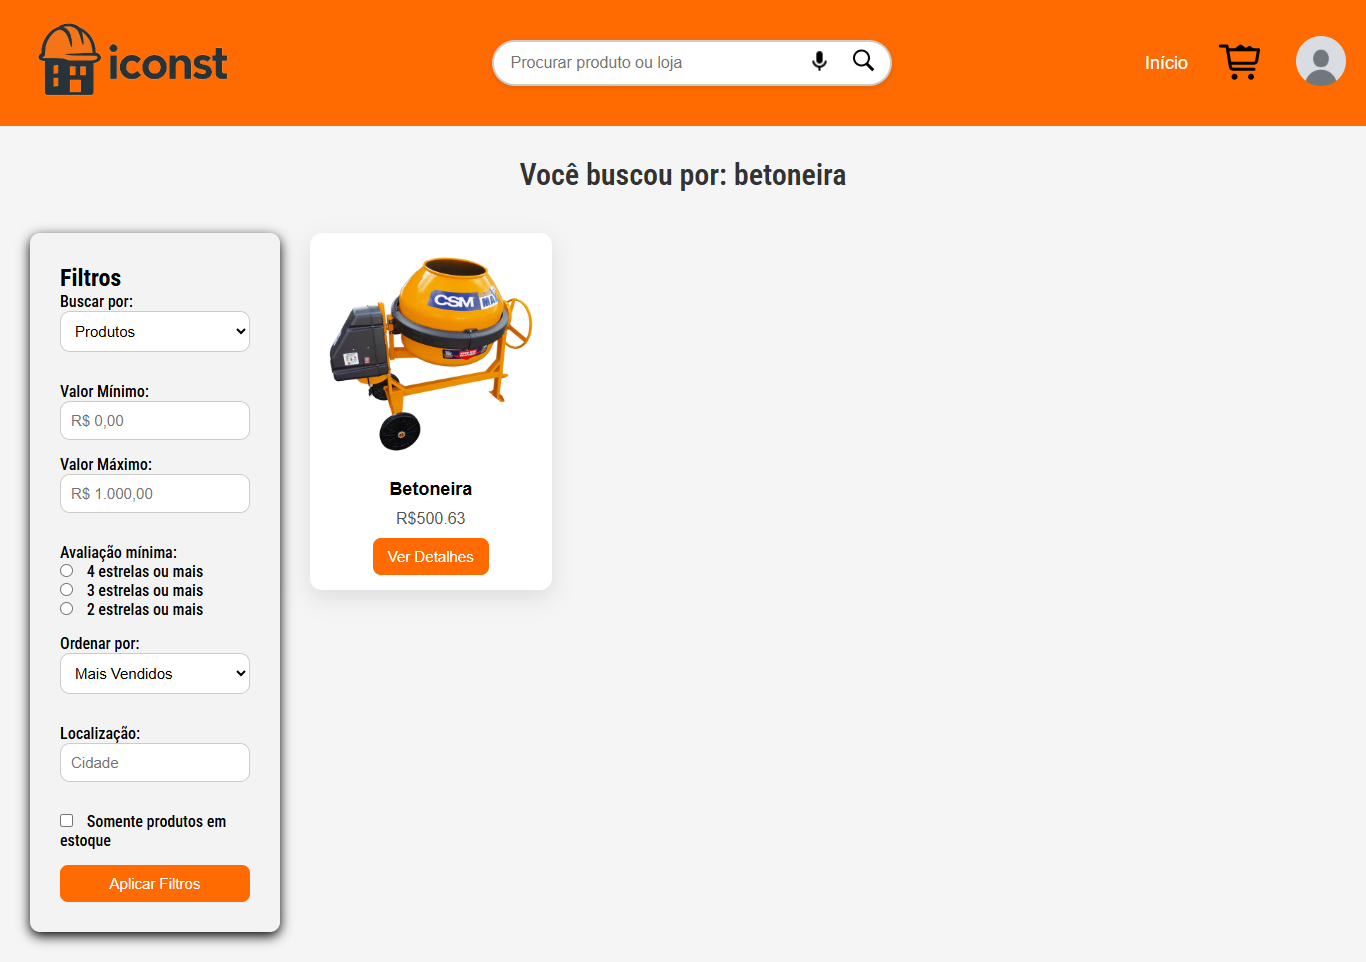 iconst
Procurar produto ou loja
Início
Você buscou por: betoneira
Filtros
Buscar por:
Produtos
Valor Mínimo:
R$ 0,00
Valor Máximo:
R$ 1.000,00
Avaliação mínima:
4 estrelas ou mais
3 estrelas ou mais
2 estrelas ou mais
Ordenar por:
Mais Vendidos
Localização:
Cidade
Somente produtos em
estoque
Aplicar Filtros
CSM
Betoneira
R$500.63
Ver Detalhes